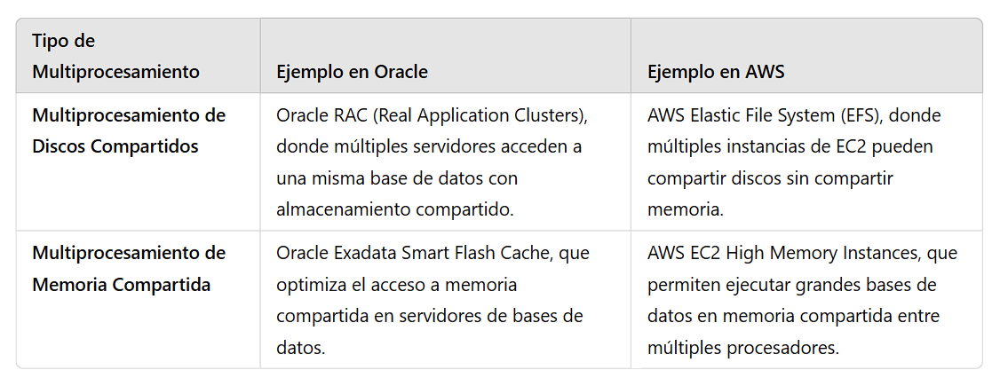 Tipo de
Multiprocesamiento
Ejemplo en Oracle
Ejemplo en AWS
Multiprocesamiento de
Discos Compartidos
Oracle RAC (Real Application Clusters),
donde múltiples servidores acceden a
una misma base de datos con
almacenamiento compartido.
AWS Elastic File System (EFS), donde
múltiples instancias de EC2 pueden
compartir discos sin compartir
memoria.
Multiprocesamiento de
Memoria Compartida
Oracle Exadata Smart Flash Cache, que
optimiza el acceso a memoria
compartida en servidores de bases de
datos.
AWS EC2 High Memory Instances, que
permiten ejecutar grandes bases de
datos en memoria compartida entre
múltiples procesadores.